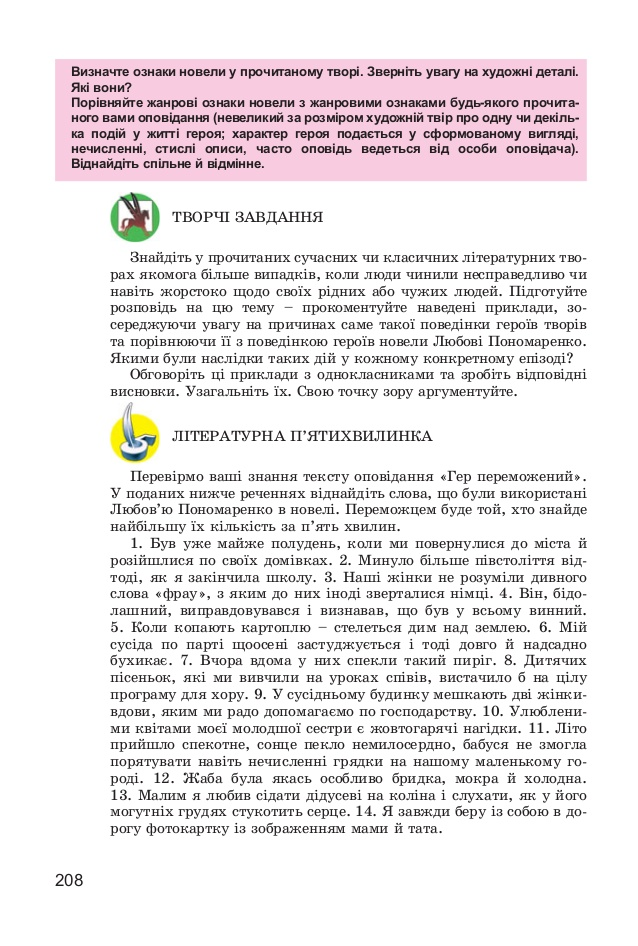 Визначте ознаки новели у прочитаному творі. Зверніть увагу на художні деталі.
Які вони?
Порівняйте жанрові ознаки новели з жанровими ознаками будь-якого прочита-
ного вами оповідання (невеликий за розміром художній твір про одну чи декіль-
ка подій у житті героя; характер героя подається у сформованому вигляді,
нечисленні, стислі описи, часто оповідь ведеться від особи оповідача).
Віднайдіть спільне й відмінне.
ТВОРЧІ ЗАВДАННЯ
Знайдіть у прочитаних сучасних чи класичних літературних тво-
рах якомога більше випадків, коли люди чинили несправедливо чи
навіть жорстоко щодо своїх рідних або чужих людей. Підготуйте
розповідь на цю тему – прокоментуйте наведені приклади, зо-
середжуючи увагу на причинах саме такої поведінки героїв творів
та порівнюючи її з поведінкою героїв новели Любові Пономаренко.
Якими були наслідки таких дій у кожному конкретному епізоді?
Обговоріть ці приклади з однокласниками та зробіть відповідні
висновки. Узагальніть їх. Свою точку зору аргументуйте.
ЛІТЕРАТУРНА П’ЯТИХВИЛИНКА
Перевірмо ваші знання тексту оповідання «Гер переможений».
У поданих нижче реченнях віднайдіть слова, що були використані
Любов’ю Пономаренко в новелі. Переможцем буде той, хто знайде
найбільшу їх кількість за п’ять хвилин.
1. Був уже майже полудень, коли ми повернулися до міста й
розійшлися по своїх домівках. 2. Минуло більше півстоліття від-
тоді, як я закінчила школу. 3. Наші жінки не розуміли дивного
слова «фрау», з яким до них іноді зверталися німці. 4. Він, бідо-
лашний, виправдовувався і визнавав, що був у всьому винний.
5. Коли копають картоплю – стелеться дим над землею. 6. Мій
сусіда по парті щоосені застуджується і тоді довго й надсадно
бухикає. 7. Вчора вдома у них спекли такий пиріг. 8. Дитячих
пісеньок, які ми вивчили на уроках співів, вистачило б на цілу
програму для хору. 9. У сусідньому будинку мешкають дві жінки-
вдови, яким ми радо допомагаємо по господарству. 10. Улюблени-
ми квітами моєї молодшої сестри є жовтогарячі нагідки. 11. Літо
прийшло спекотне, сонце пекло немилосердно, бабуся не змогла
порятувати навіть нечисленні грядки на нашому маленькому го-
роді. 12. Жаба була якась особливо бридка, мокра й холодна.
13. Малим я любив сідати дідусеві на коліна і слухати, як у його
могутніх грудях стукотить серце. 14. Я завжди беру із собою в до-
рогу фотокартку із зображенням мами й тата.
208